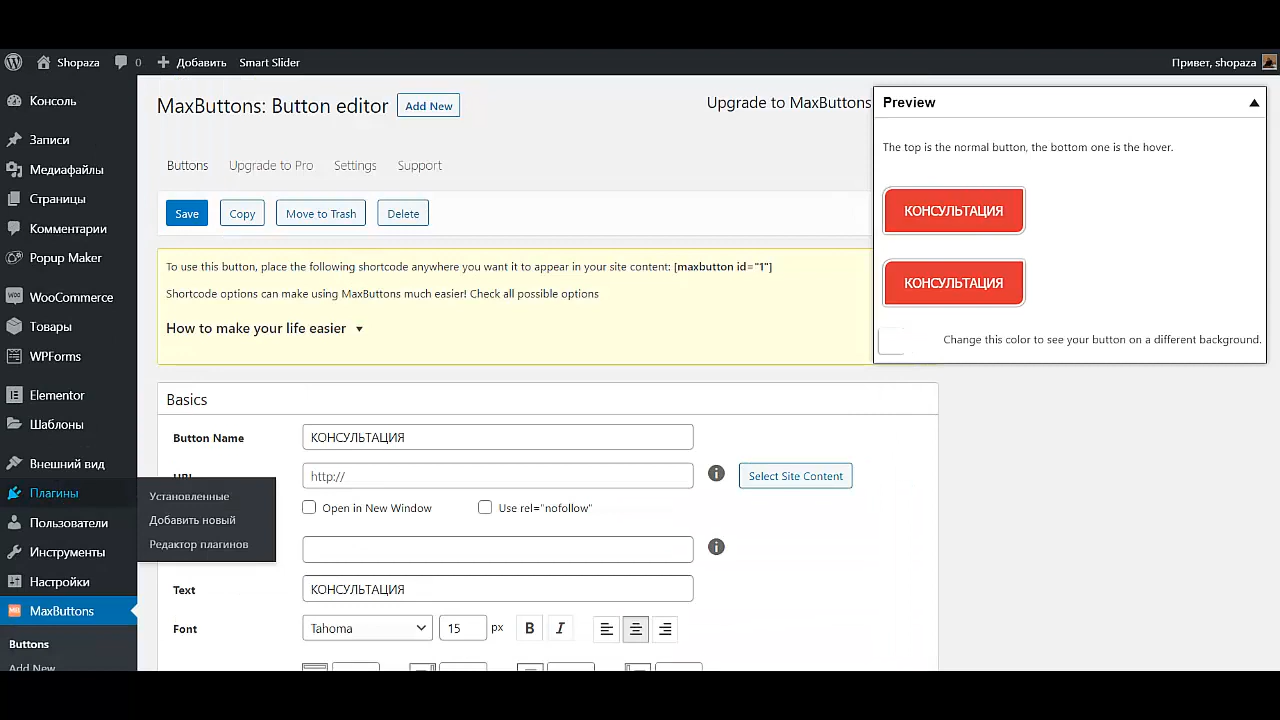 Shopaza 0 Добавить Smart Slider Привет, shopaza
Консоль
Записи
Медиафайлы
Страницы
Комментарии
Popup Maker
WooCommerce
Товары
WPForms
Elementor
Шаблоны
Внешний вид
Плагины
Пользователи
Инструменты
Настройки
MaxButtons
Buttons
Add New
Установленные
Добавить новый
Редактор плагинов
MaxButtons: Button editor Add New Upgrade to MaxButtons
Buttons Upgrade to Pro Settings Support
Save Copy Move to Trash Delete
To use this button, place the following shortcode anywhere you want it to appear in your site content: [maxbutton id="1"]
Shortcode options can make using MaxButtons much easier! Check all possible options
How to make your life easier
Preview
The top is the normal button, the bottom one is the hover.
КОНСУЛЬТАЦИЯ
КОНСУЛЬТАЦИЯ
Change this color to see your button on a different background.
Basics
Button Name КОНСУЛЬТАЦИЯ
URL http:// Select Site Content
Open in New Window Use rel="nofollow"
Text КОНСУЛЬТАЦИЯ
Font Tahoma 15 px B I